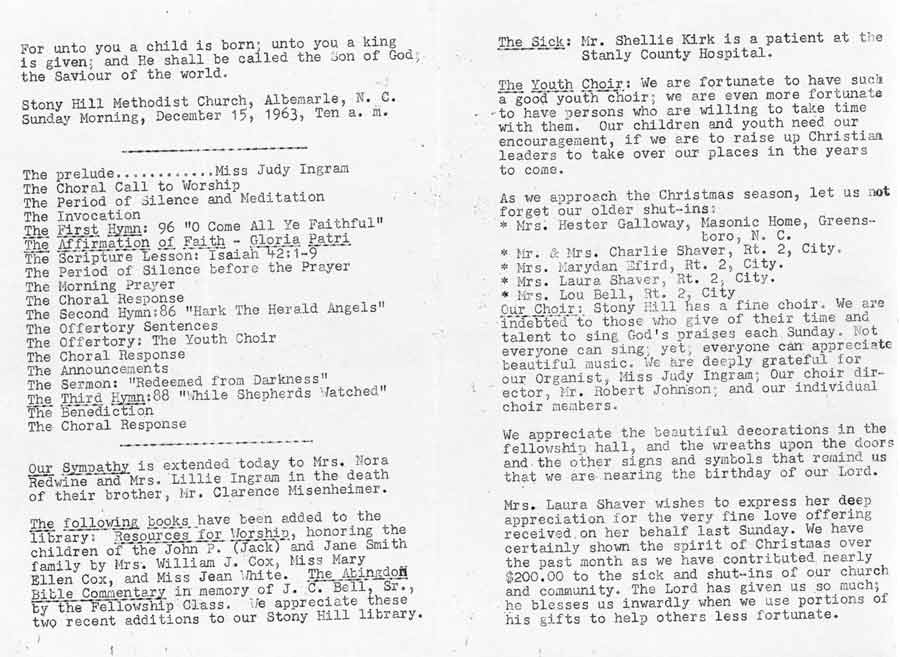 For unto you a child is born; unto you a king
is given; and He shall be called the Son of God;
the Saviour of the world.
Stony Hill Methodist Church, Albemarle, N. C.
Sunday Morning, December 15, 1963, Ten a. m.
The prelude............Miss Judy Ingram
The Choral Call to Worship
The Period of Silence and Meditation
The Invocation
The First Hymn: 96 "O Come All Ye Faithful"
The Affirmation of Faith - Gloria Patri
The Scripture Lesson: Isaiah 42:1-9
The Period of Silence before the Prayer
The Morning Prayer
The Choral Response
The Second Hymn:86 "Hark The Herald Angels"
The Offertory Sentences
The Offertory: The Youth Choir
The Choral Response
The Announcements
The Sermon: "Redeemed from Darkness"
The Third Hymn:88 "While Shepherds Watched"
The Benediction
The Choral Response
Our Sympathy is extended today to Mrs. Nora
Redwine and Mrs. Lillie Ingram in the death
of their brother, Mr. Clarence Misenheimer.
The following books have been added to the
library: Resources for Worship, honoring the
children of the John P. (Jack) and Jane Smith
family by Mrs. William J. Cox, Miss Mary
Ellen Cox, and Miss Jean White. The Abingdon
Bible Commentary in memory of J. C. Bell, Sr.,
by the Fellowship Class. We appreciate these
two recent additions to our Stony Hill library.
The Sick: Mr. Shellie Kirk is a patient at the
Stanly County Hospital.
The Youth Choir: We are fortunate to have such
a good youth choir; we are even more fortunate
to have persons who are willing to take time
with them. Our children and youth need our
encouragement, if we are to raise up Christian
leaders to take over our places in the years
to come.
As we approach the Christmas season, let us not
forget our older shut-ins:
* Mrs. Hester Galloway, Masonic Home, Greens-
boro, N. C.
* Mr. & Mrs. Charlie Shaver, Rt. 2, City.
* Mrs. Marydan Efird, Rt. 2, City.
* Mrs. Laura Shaver, Rt. 2, City.
* Mrs. Lou Bell, Rt. 2, City
Our Choir: Stony Hill has a fine choir. We are
indebted to those who give of their time and
talent to sing God's praises each Sunday. Not
everyone can sing; yet, everyone can appreciate
beautiful music. We are deeply grateful for
our Organist, Miss Judy Ingram; Our choir dir-
ector, Mr. Robert Johnson; and our individual
choir members.
We appreciate the beautiful decorations in the
fellowship hall, and the wreaths upon the doors
and the other signs and symbols that remind us
that we are nearing the birthday of our Lord.
Mrs. Laura Shaver wishes to express her deep
appreciation for the very fine love offering
received on her behalf last Sunday. We have
certainly shown the spirit of Christmas over
the past month as we have contributed nearly
$200.00 to the sick and shut-ins of our church
and community. The Lord has given us so much;
he blesses us inwardly when we use portions of
his gifts to help others less fortunate.